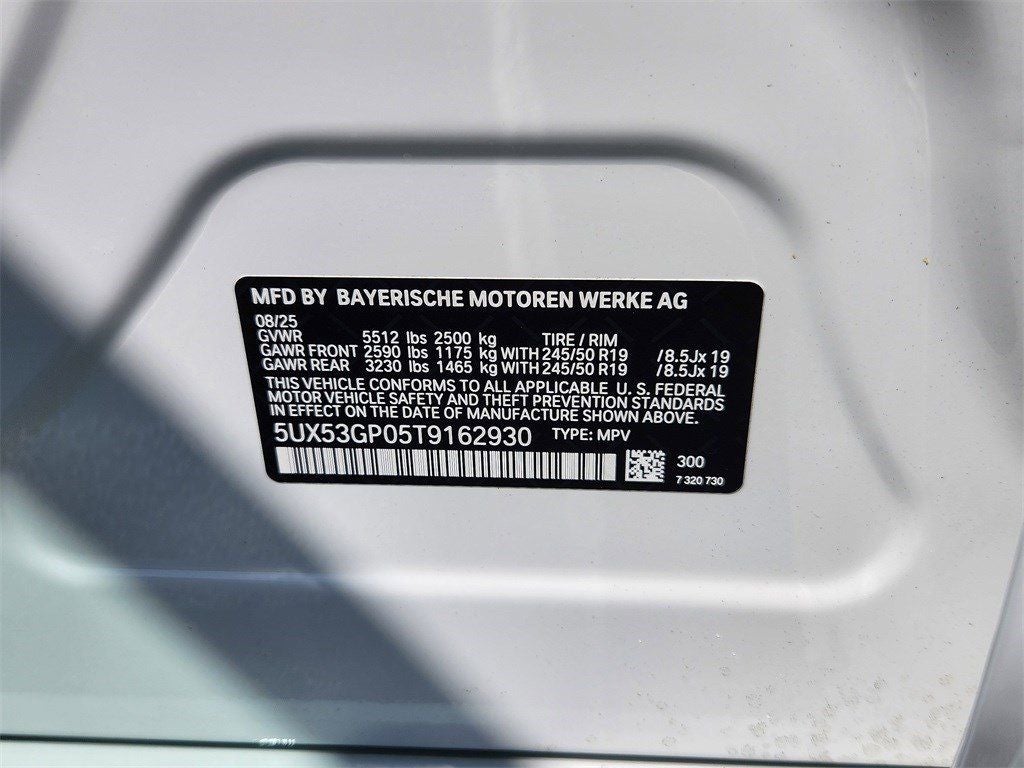 MFD BY BAYERISCHE MOTOREN WERKE AG
08/25
GVWR 5512 lbs 2500 kg TIRE / RIM
GAWR FRONT 2590 lbs 1175 kg WITH 245/50 R19 /8.5Jx 19
GAWR REAR 3230 lbs 1465 kg WITH 245/50 R19 /8.5Jx 19
THIS VEHICLE CONFORMS TO ALL APPLICABLE U. S. FEDERAL
MOTOR VEHICLE SAFETY AND THEFT PREVENTION STANDARDS
IN EFFECT ON THE DATE OF MANUFACTURE SHOWN ABOVE.
5UX53GP05T9162930 TYPE: MPV
300
7 320 730